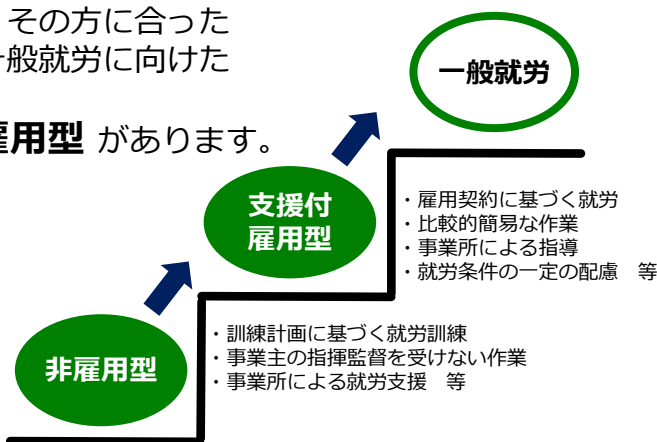 その方に合った
般就労に向けた
用型 があります。
一般就労
支援付
雇用型
・雇用契約に基づく就労
・比較的簡易な作業
・事業所による指導
・就労条件の一定の配慮　等
非雇用型
・訓練計画に基づく就労訓練
・事業主の指揮監督を受けない作業
・事業所による就労支援　等